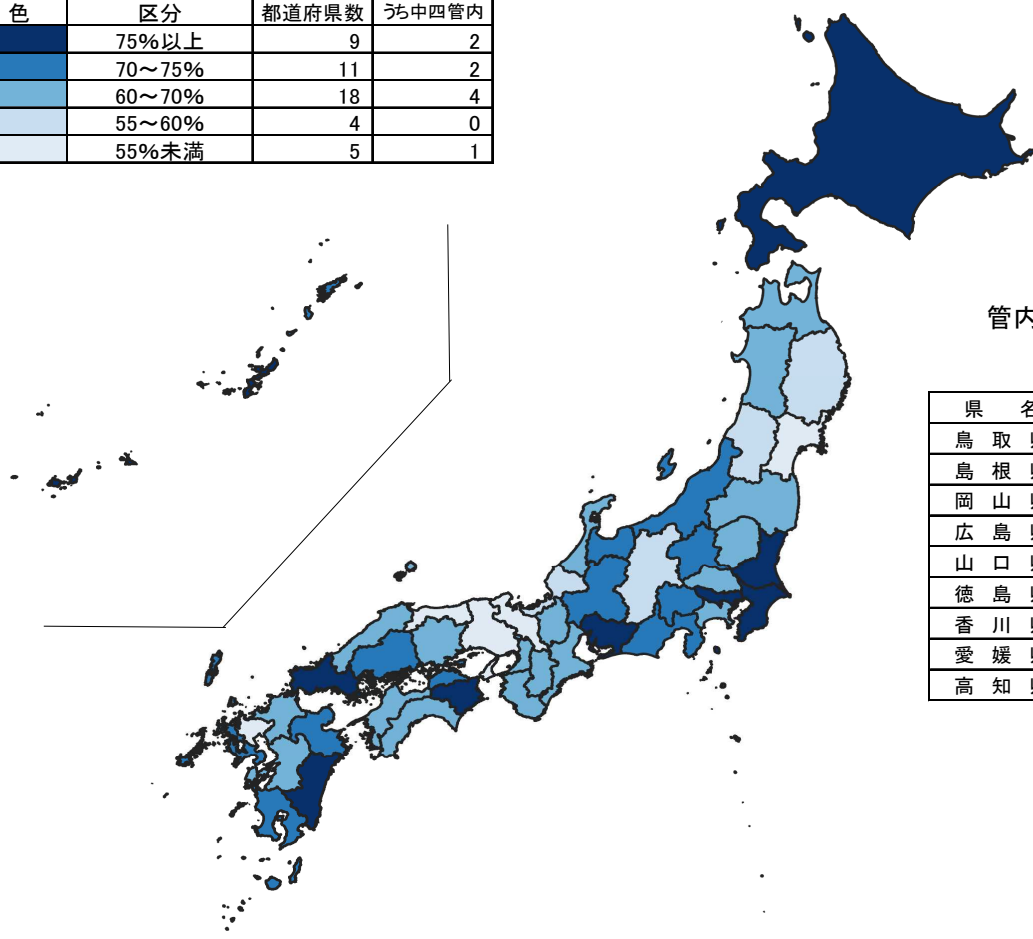 色 区分 都道府県数 うち中四管内
75%以上 9 2
70～75% 11 2
60～70% 18 4
55～60% 4 0
55%未満 5 1
管内
県 名
鳥 取
島 根
岡 山
広 島
山 口
徳 島
香 川
愛 媛
高 知